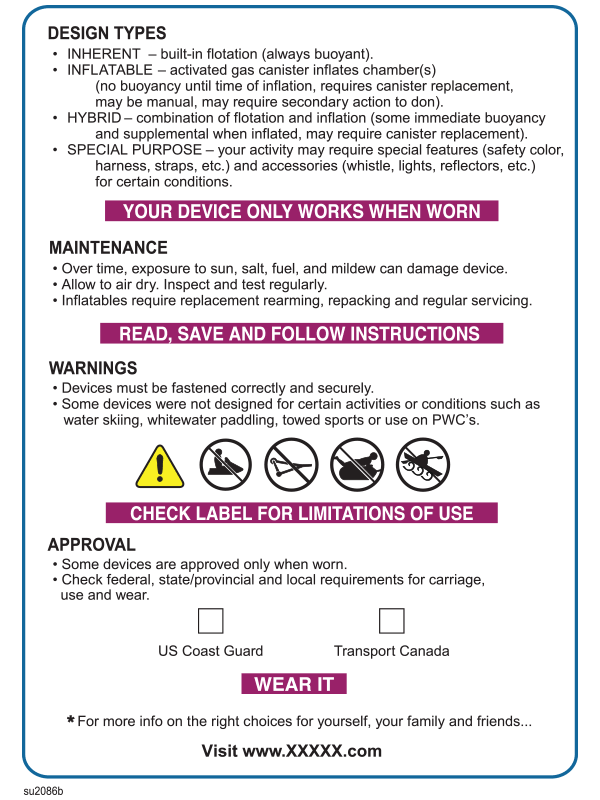 DESIGN TYPES
• INHERENT – built-in flotation (always buoyant).
• INFLATABLE – activated gas canister inflates chamber(s)
(no buoyancy until time of inflation, requires canister replacement,
may be manual, may require secondary action to don).
• HYBRID – combination of flotation and inflation (some immediate buoyancy
and supplemental when inflated, may require canister replacement).
• SPECIAL PURPOSE – your activity may require special features (safety color,
harness, straps, etc.) and accessories (whistle, lights, reflectors, etc.)
for certain conditions.
YOUR DEVICE ONLY WORKS WHEN WORN
MAINTENANCE
• Over time, exposure to sun, salt, fuel, and mildew can damage device.
• Allow to air dry. Inspect and test regularly.
• Inflatables require replacement rearming, repacking and regular servicing.
READ, SAVE AND FOLLOW INSTRUCTIONS
WARNINGS
• Devices must be fastened correctly and securely.
• Some devices were not designed for certain activities or conditions such as
water skiing, whitewater paddling, towed sports or use on PWC's.
!
CHECK LABEL FOR LIMITATIONS OF USE
APPROVAL
• Some devices are approved only when worn.
• Check federal, state/provincial and local requirements for carriage,
use and wear.
US Coast Guard Transport Canada
WEAR IT
* For more info on the right choices for yourself, your family and friends...
Visit www.XXXXX.com
su2086b